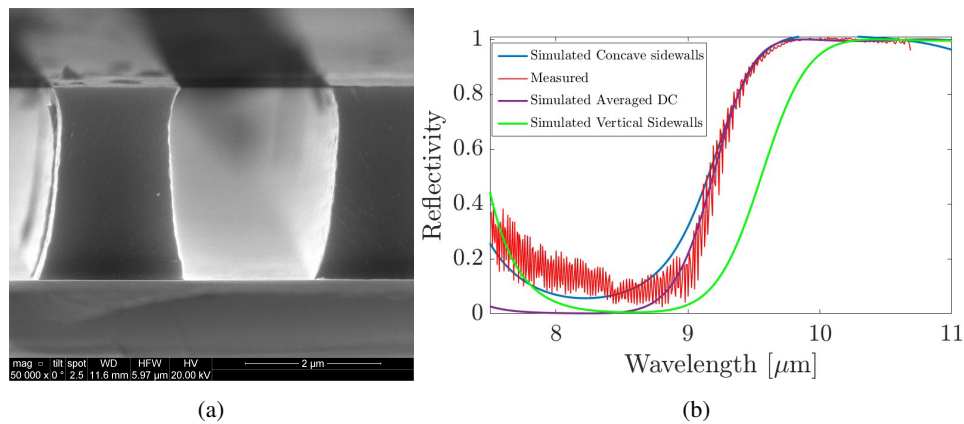 mag □ tilt spot WD HFW HV
50 000 x 0 ° 2.5 11.6 mm 5.97 µm 20.00 kV
2 µm
(a)
Reflectivity
1
0.8
0.6
0.4
0.2
0
Simulated Concave sidewalls
Measured
Simulated Averaged DC
Simulated Vertical Sidewalls
8 9 10 11
Wavelength [μm]
(b)